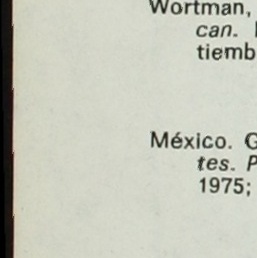 Wortman,
can.
tiemb
México. G
tes. P
1975;